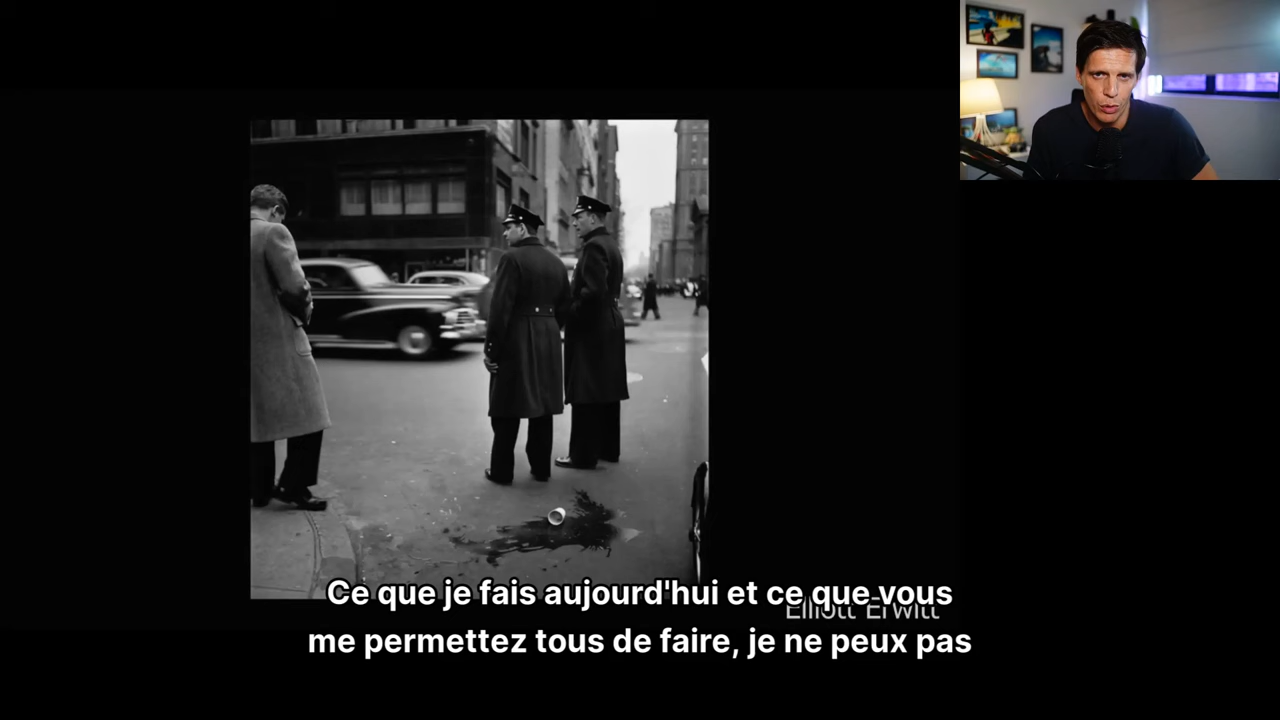 Ce que je fais aujourd'hui et ce que vous
Elliott Erwitt
me permettez tous de faire, je ne peux pas